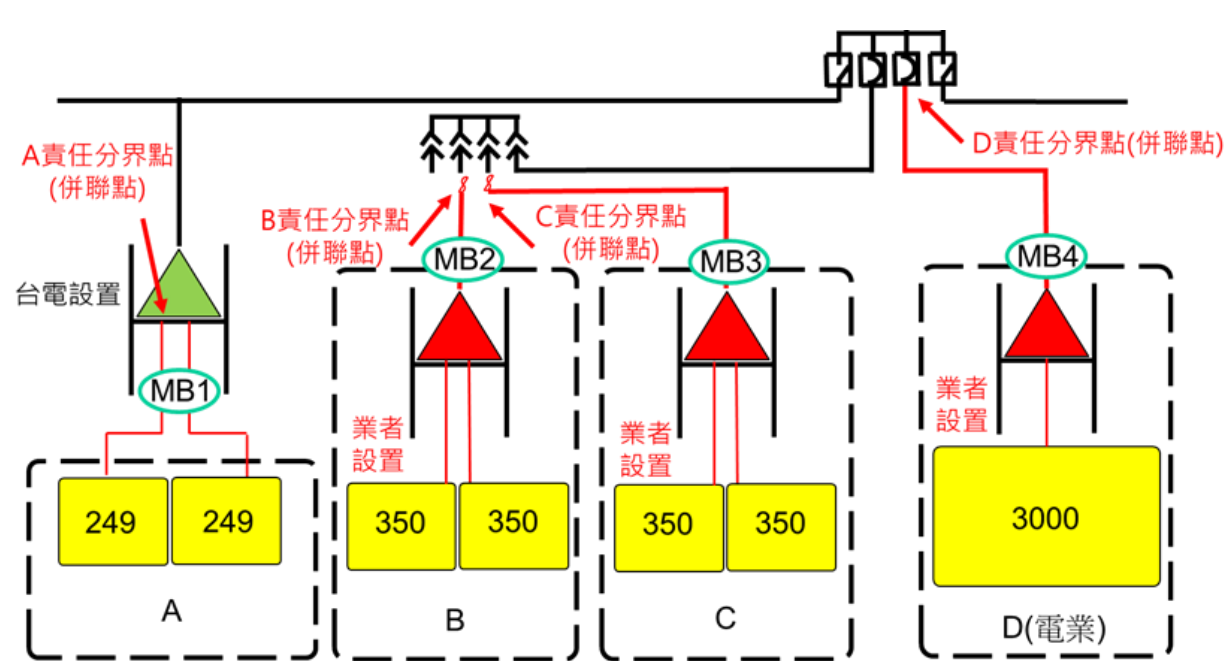 A責任分界點
(併聯點)
台電設置
MB1
249
249
A
B責任分界點
(併聯點)
C責任分界點
(併聯點)
MB2
業者
設置
350
350
B
MB3
業者
設置
350
350
C
D責任分界點(併聯點)
MB4
業者
設置
3000
D(電業)